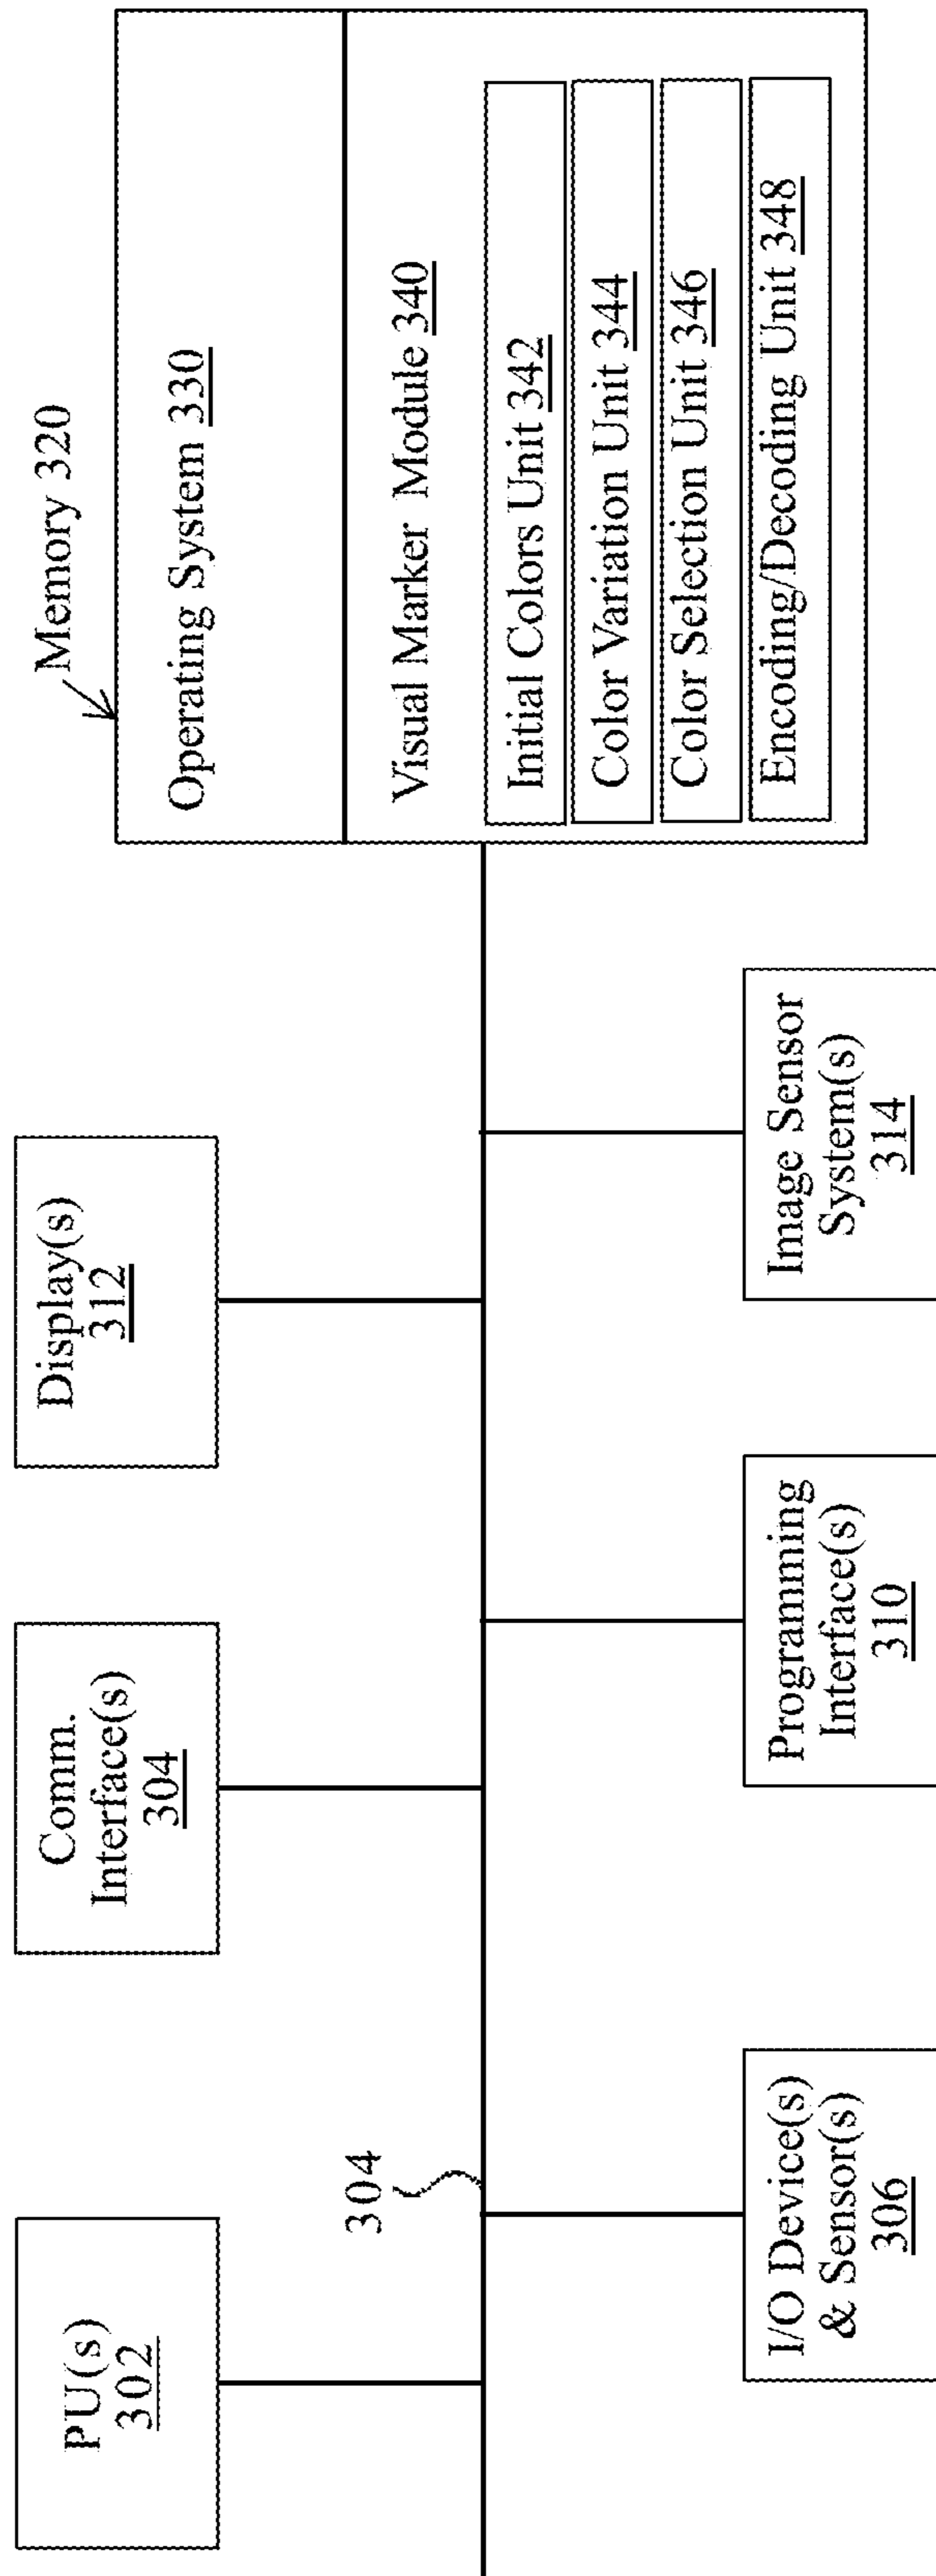 PU(s)
302
Comm.
Interface(s)
304
Display(s)
312
304
I/O Device(s)
& Sensor(s)
306
Programming
Interface(s)
310
Image Sensor
System(s)
314
Memory 320
Operating System 330
Visual Marker Module 340
Initial Colors Unit 342
Color Variation Unit 344
Color Selection Unit 346
Encoding/Decoding Unit 348